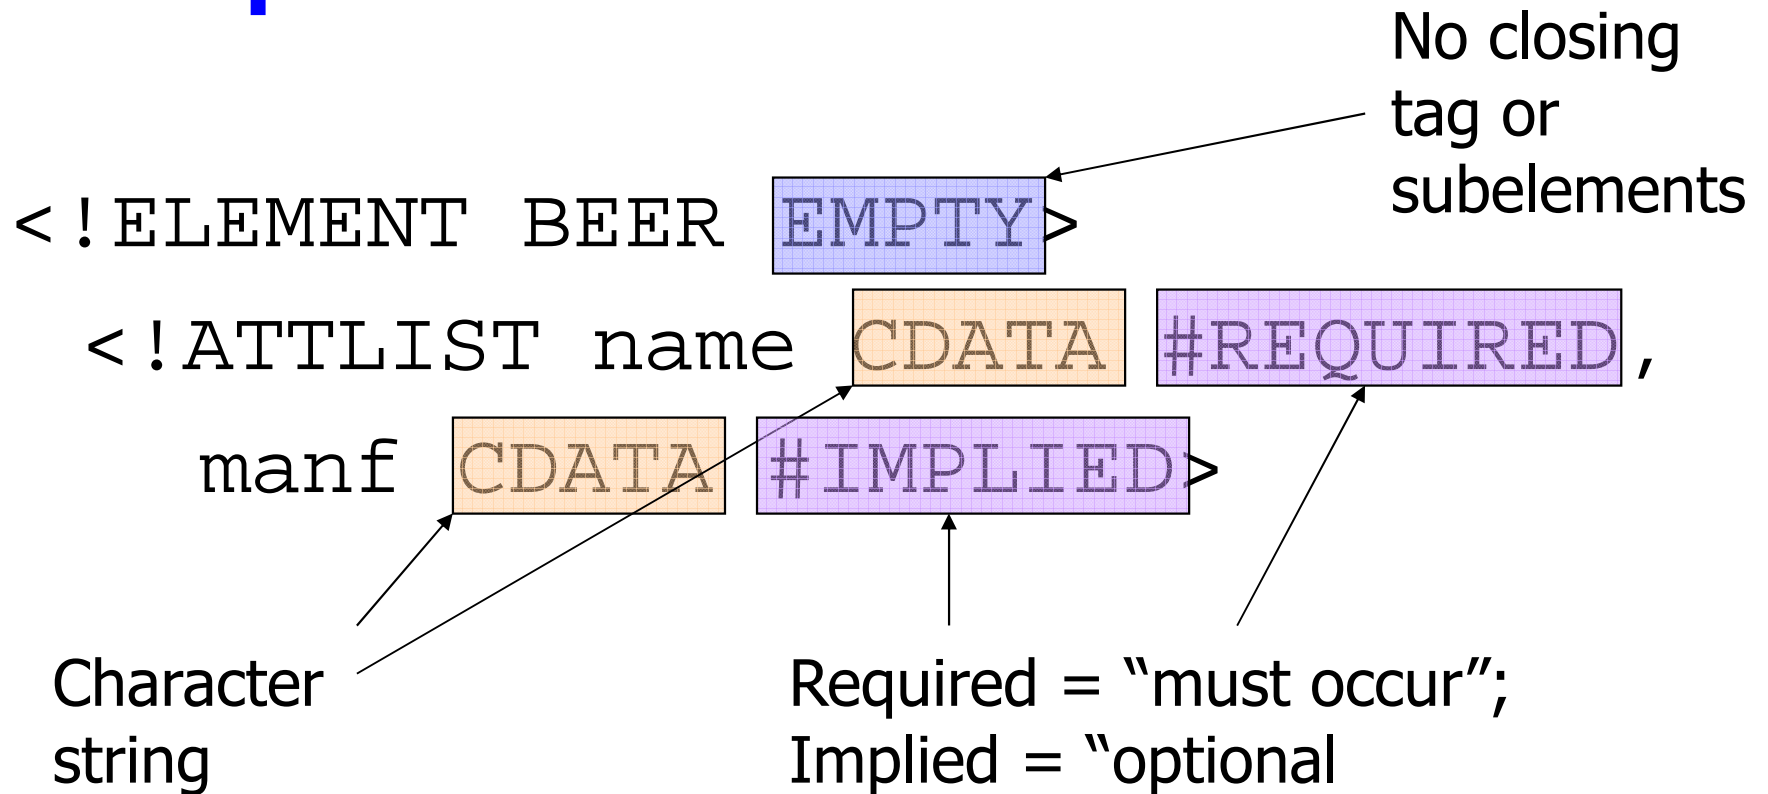 No closing
tag or
subelements
<!ELEMENT BEER EMPTY>
<!ATTLIST name CDATA #REQUIRED,
manf CDATA #IMPLIED>
Character
string
Required = “must occur”;
Implied = “optional